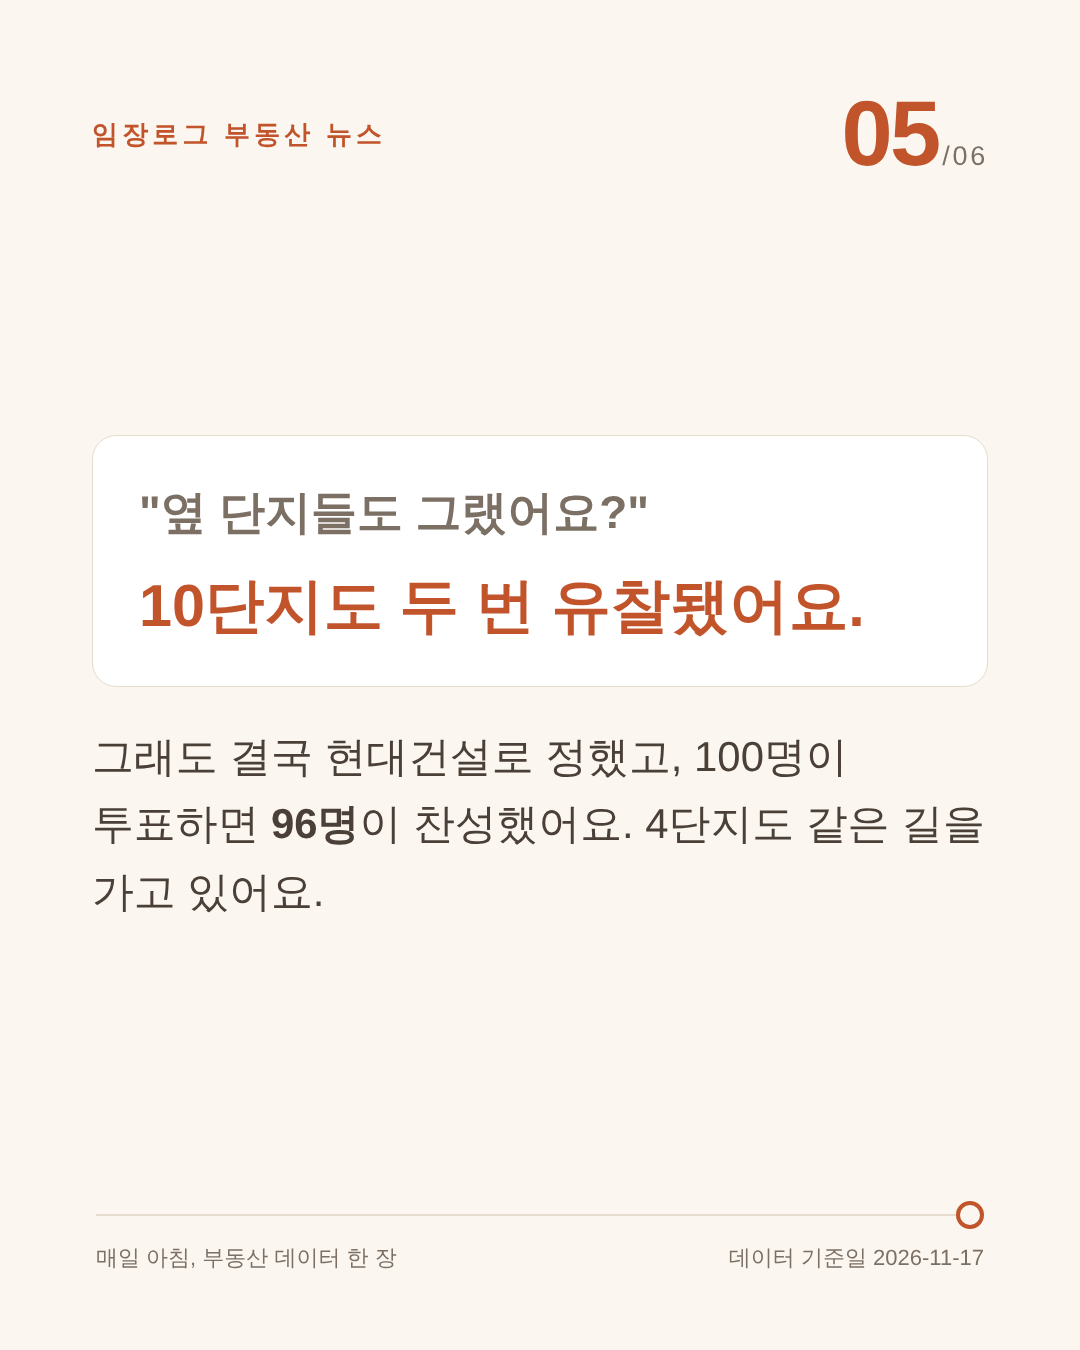 임장로그 부동산 뉴스
05/06
"옆 단지들도 그랬어요?"
10단지도 두 번 유찰됐어요.
그래도 결국 현대건설로 정했고, 100명이
투표하면 96명이 찬성했어요. 4단지도 같은 길을
가고 있어요.
매일 아침, 부동산 데이터 한 장
데이터 기준일 2026-11-17